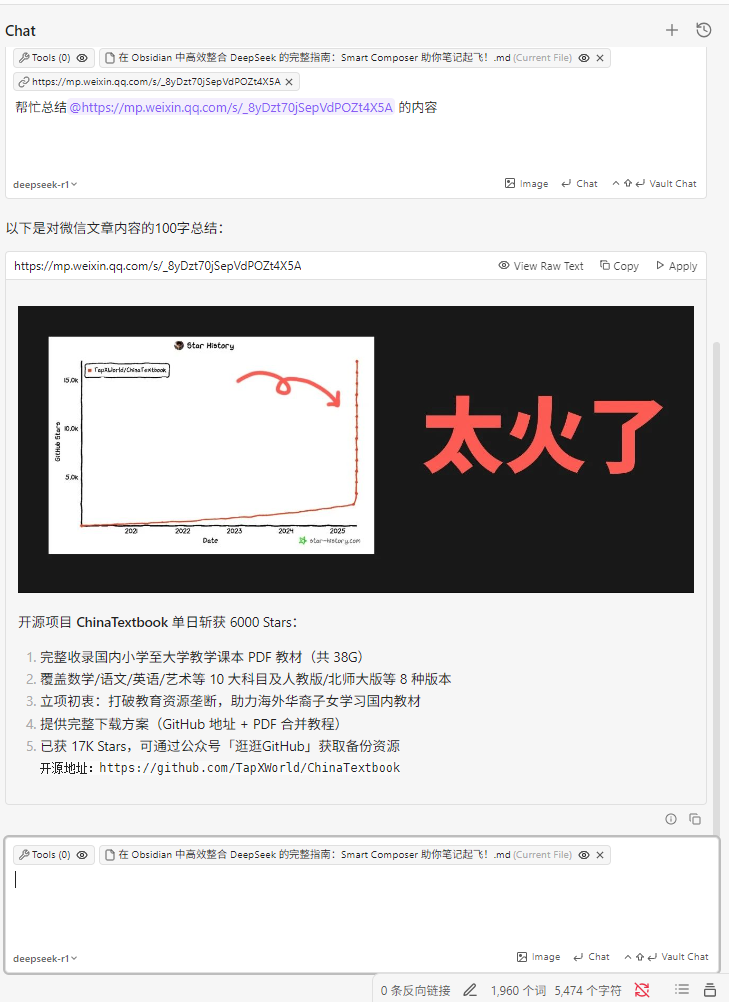 Chat
Tools (0) 在 Obsidian 中高效整合 DeepSeek 的完整指南：Smart Composer 助你笔记起飞！.md (Current File)
https://mp.weixin.qq.com/s/_8yDzt70jSepVdPOZt4X5A
帮忙总结 @https://mp.weixin.qq.com/s/_8yDzt70jSepVdPOZt4X5A 的内容
deepseek-r1 Image Chat Vault Chat
以下是对微信文章内容的100字总结：
https://mp.weixin.qq.com/s/_8yDzt70jSepVdPOZt4X5A View Raw Text Copy Apply
Star History
TapXWorld/ChinaTextbook
15.0k
10.0k
5.0k
GitHub Stars
2021 2022 2023 2024 2025
Date
star-history.com
太火了
开源项目 ChinaTextbook 单日斩获 6000 Stars：
1. 完整收录国内小学至大学教学课本 PDF 教材（共 38G）
2. 覆盖数学/语文/英语/艺术等 10 大科目及人教版/北师大版等 8 种版本
3. 立项初衷：打破教育资源垄断，助力海外华裔子女学习国内教材
4. 提供完整下载方案（GitHub 地址 + PDF 合并教程）
5. 已获 17K Stars，可通过公众号「逛逛GitHub」获取备份资源
开源地址：https://github.com/TapXWorld/ChinaTextbook
Tools (0) 在 Obsidian 中高效整合 DeepSeek 的完整指南：Smart Composer 助你笔记起飞！.md (Current File)
deepseek-r1 Image Chat Vault Chat
0 条反向链接 1,960 个词 5,474 个字符